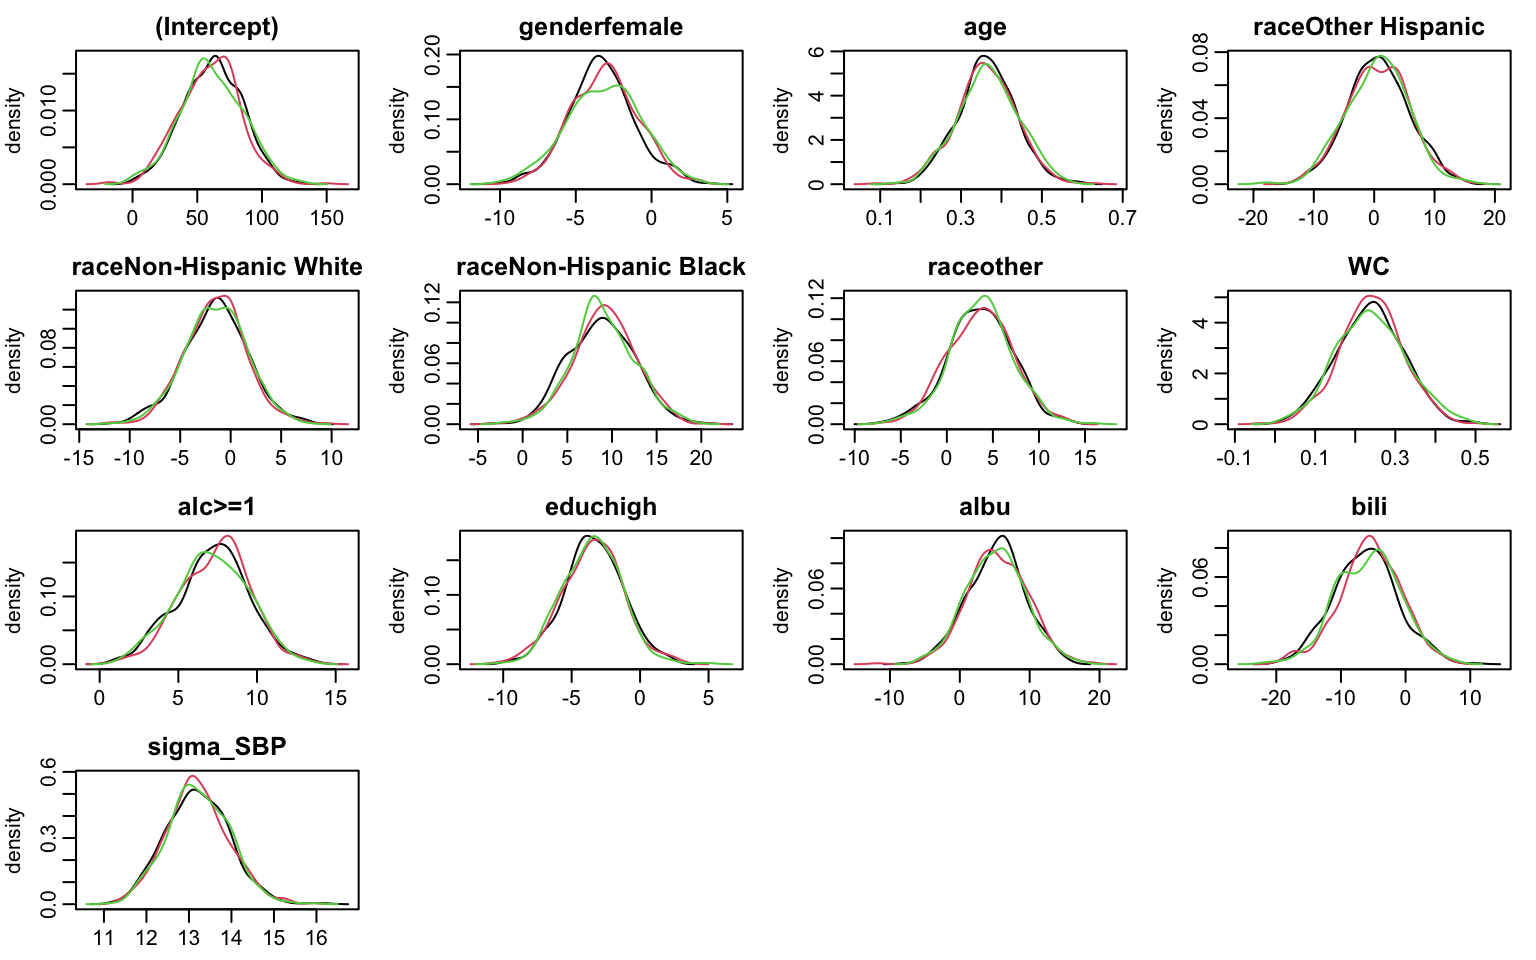 (Intercept)
density
0.000 0.010
0 50 100 150
genderfemale
density
0.00 0.10 0.20
-10 -5 0 5
age
density
0 2 4 6
0.1 0.3 0.5 0.7
raceOther Hispanic
density
0.00 0.04 0.08
-20 -10 0 10 20
raceNon-Hispanic White
density
0.00 0.08
-15 -10 -5 0 5 10
raceNon-Hispanic Black
density
0.00 0.06 0.12
-5 0 5 10 15 20
raceother
density
0.00 0.06 0.12
-10 -5 0 5 10 15
WC
density
0 2 4
-0.1 0.1 0.3 0.5
alc>=1
density
0.00 0.10
0 5 10 15
educhigh
density
0.00 0.10
-10 -5 0 5
albu
density
0.00 0.06
-10 0 10 20
bili
density
0.00 0.06
-20 -10 0 10
sigma_SBP
density
0.0 0.3 0.6
11 12 13 14 15 16